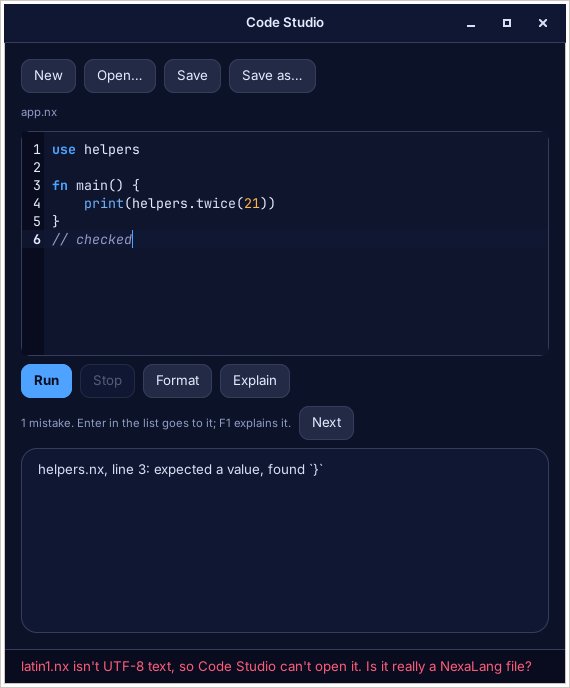 Code Studio
New Open... Save Save as...
app.nx
1 use helpers
2
3 fn main() {
4     print(helpers.twice(21))
5 }
6 // checked
Run Stop Format Explain
1 mistake. Enter in the list goes to it; F1 explains it. Next
helpers.nx, line 3: expected a value, found `}`
latin1.nx isn't UTF-8 text, so Code Studio can't open it. Is it really a NexaLang file?